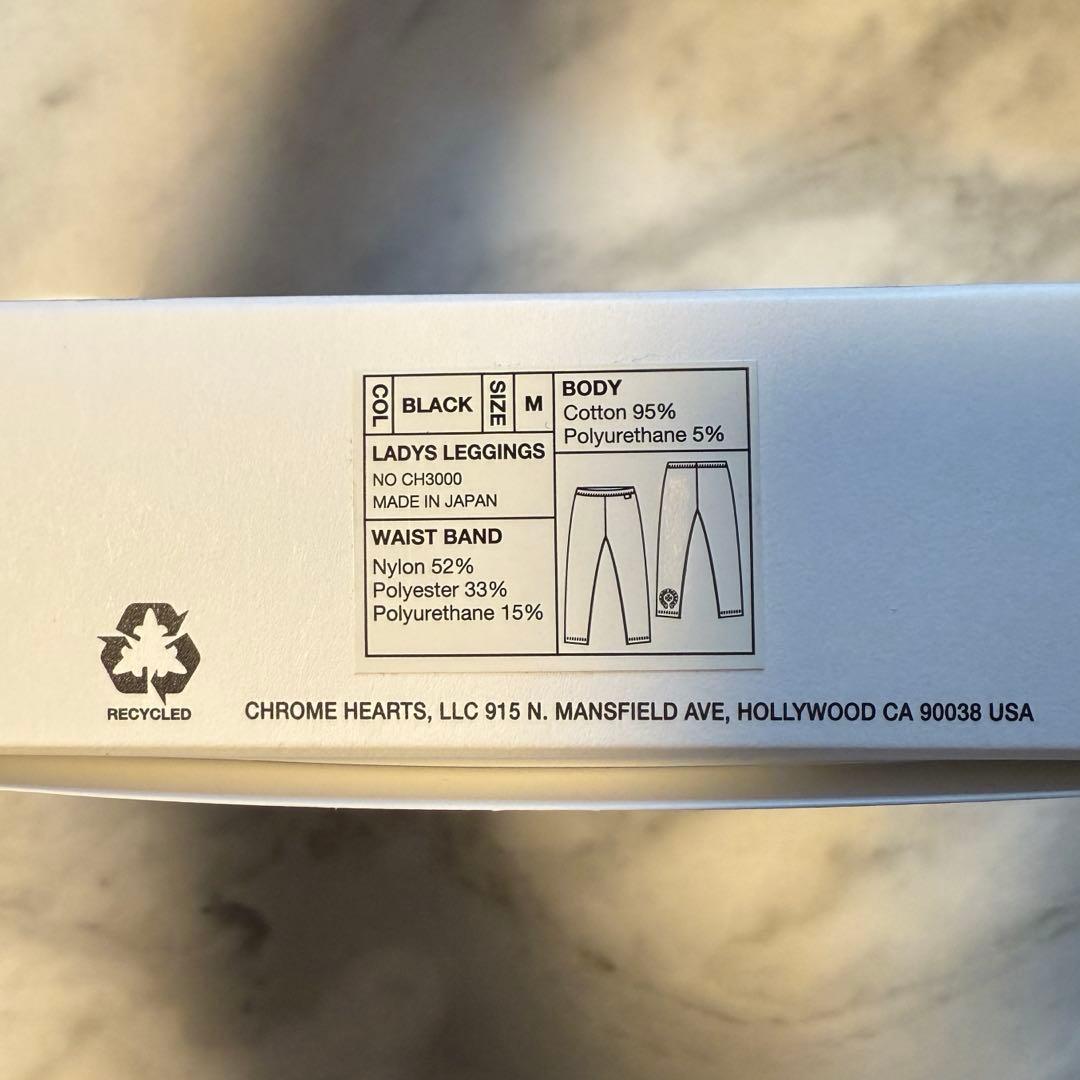 COL BLACK SIZE M
LADYS LEGGINGS
NO CH3000
MADE IN JAPAN
WAIST BAND
Nylon 52%
Polyester 33%
Polyurethane 15%
BODY
Cotton 95%
Polyurethane 5%
RECYCLED
CHROME HEARTS, LLC 915 N. MANSFIELD AVE, HOLLYWOOD CA 90038 USA